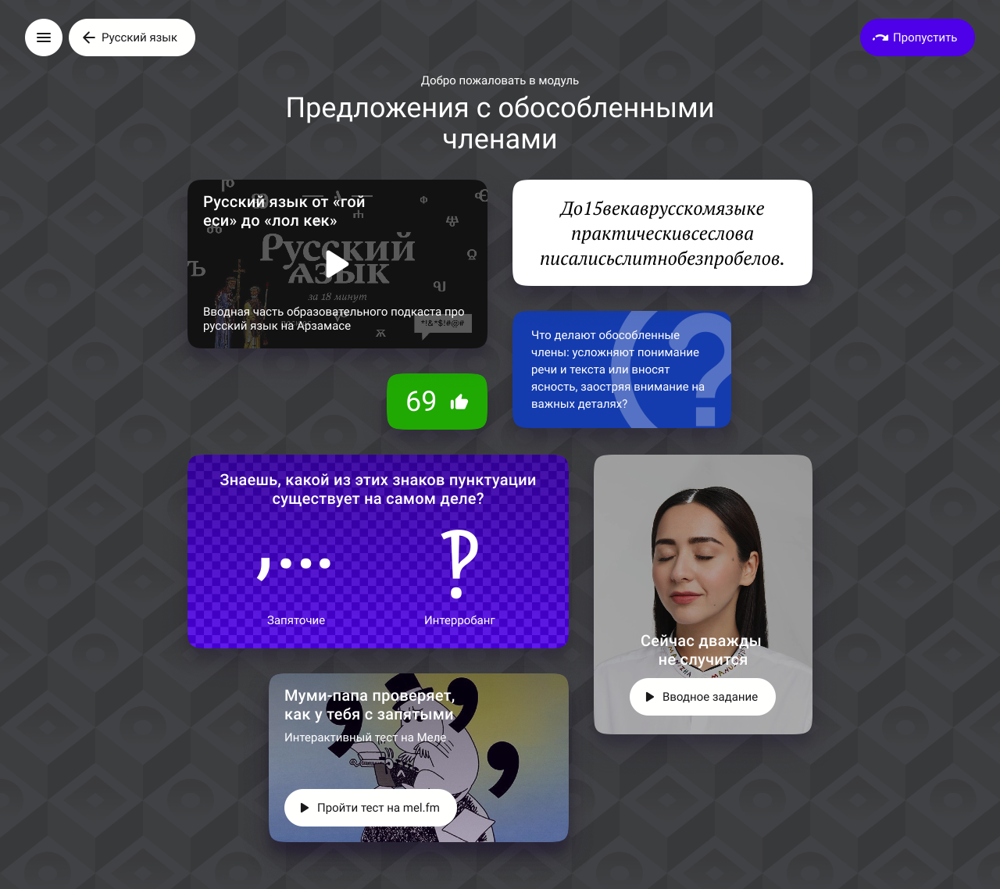 Русский язык
Пропустить
Добро пожаловать в модуль
Предложения с обособленными
членами
Русский язык от «гой
еси» до «лол кек»
Русский
Ѧзык
за 18 минут
Вводная часть образовательного подкаста про
русский язык на Арзамасе
*!&*$!#@#
До15векаврусскомязыке
практическивсеслова
писалисьслитнобезпробелов.
69
Что делают обособленные
члены: усложняют понимание
речи и текста или вносят
ясность, заостряя внимание на
важных деталях?
Знаешь, какой из этих знаков пунктуации
существует на самом деле?
,...
‽
Запяточие
Интерробанг
Сейчас дважды
не случится
Вводное задание
Муми-папа проверяет,
как у тебя с запятыми
Интерактивный тест на Меле
Пройти тест на mel.fm